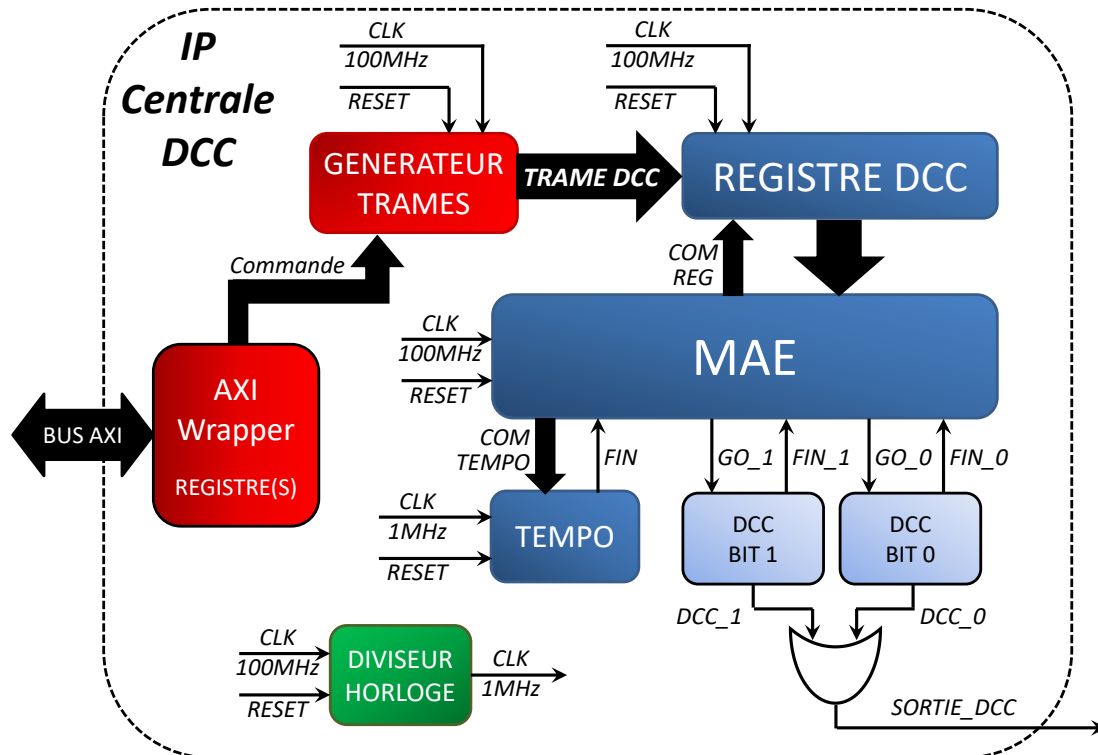 IP
Centrale
DCC
CLK
100MHz
RESET
GENERATEUR
TRAMES
TRAME DCC
CLK
100MHz
RESET
REGISTRE DCC
Commande
COM
REG
BUS AXI
AXI
Wrapper
REGISTRE(S)
CLK
100MHz
RESET
MAE
COM
TEMPO
FIN
GO_1
FIN_1
GO_0
FIN_0
CLK
1MHz
RESET
TEMPO
DCC
BIT 1
DCC
BIT 0
DCC_1
DCC_0
CLK
100MHz
RESET
DIVISEUR
HORLOGE
CLK
1MHz
SORTIE_DCC